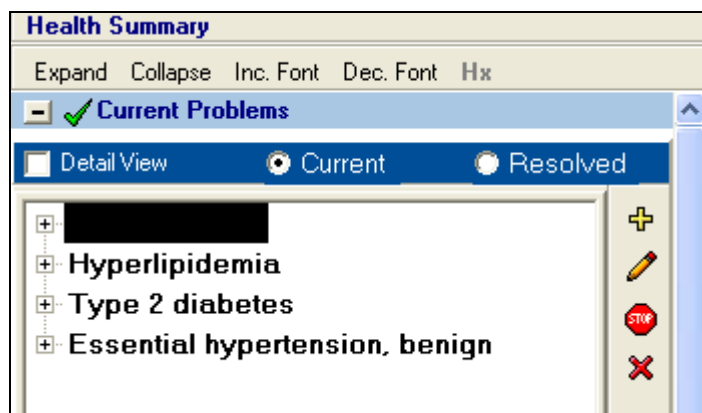 Health Summary
Expand Collapse Inc. Font Dec. Font Hx
Current Problems
Detail View Current Resolved
Hyperlipidemia
Type 2 diabetes
STOP
Essential hypertension, benign